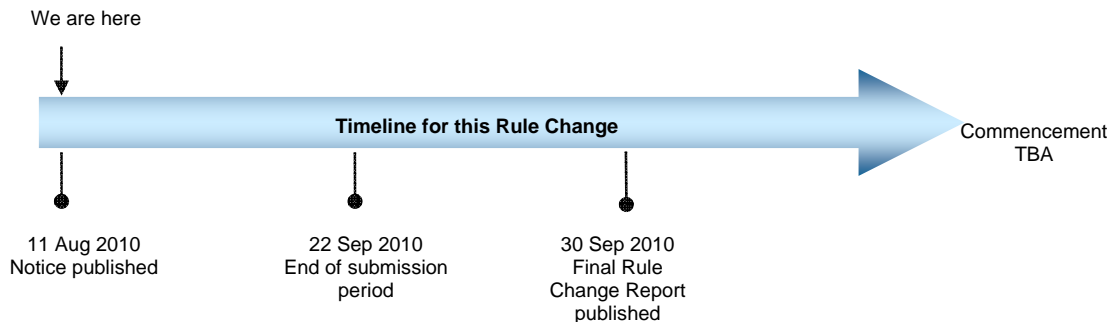 We are here
Timeline for this Rule Change
Commencement
TBA
11 Aug 2010
Notice published
22 Sep 2010
End of submission
period
30 Sep 2010
Final Rule
Change Report
published